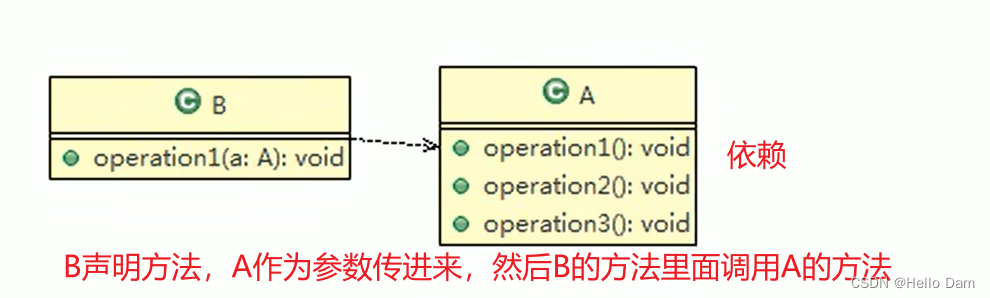 C B
operation1(a: A): void
C A
operation1(): void
operation2(): void
operation3(): void
依赖
B声明方法，A作为参数传进来，然后B的方法里面调用A的方法
CSDN @Hello Dam